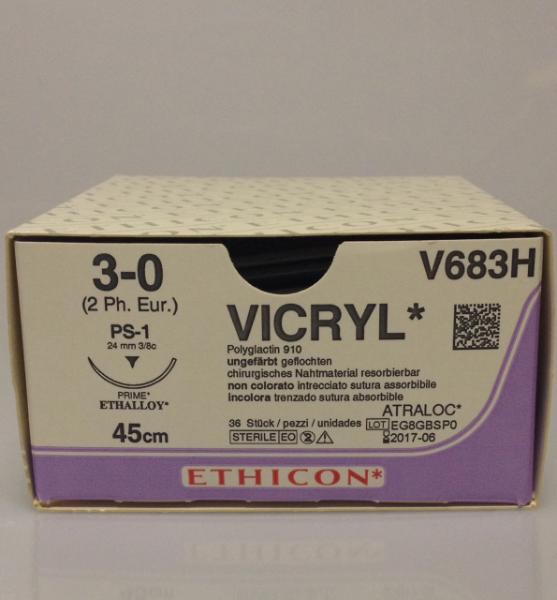 3-0
(2 Ph. Eur.)
PS-1
24 mm 3/8c
PRIME*
ETHALLOY*
45cm
V683H
VICRYL*
Polyglactin 910
ungefärbt geflochten
chirurgisches Nahtmaterial resorbierbar
non colorato intrecciato sutura assorbibile
incolora trenzado sutura absorbible
ATRALOC*
36 Stück / pezzi / unidades
LOT EG8GBSP0
STERILE EO 2
2017-06
ETHICON*